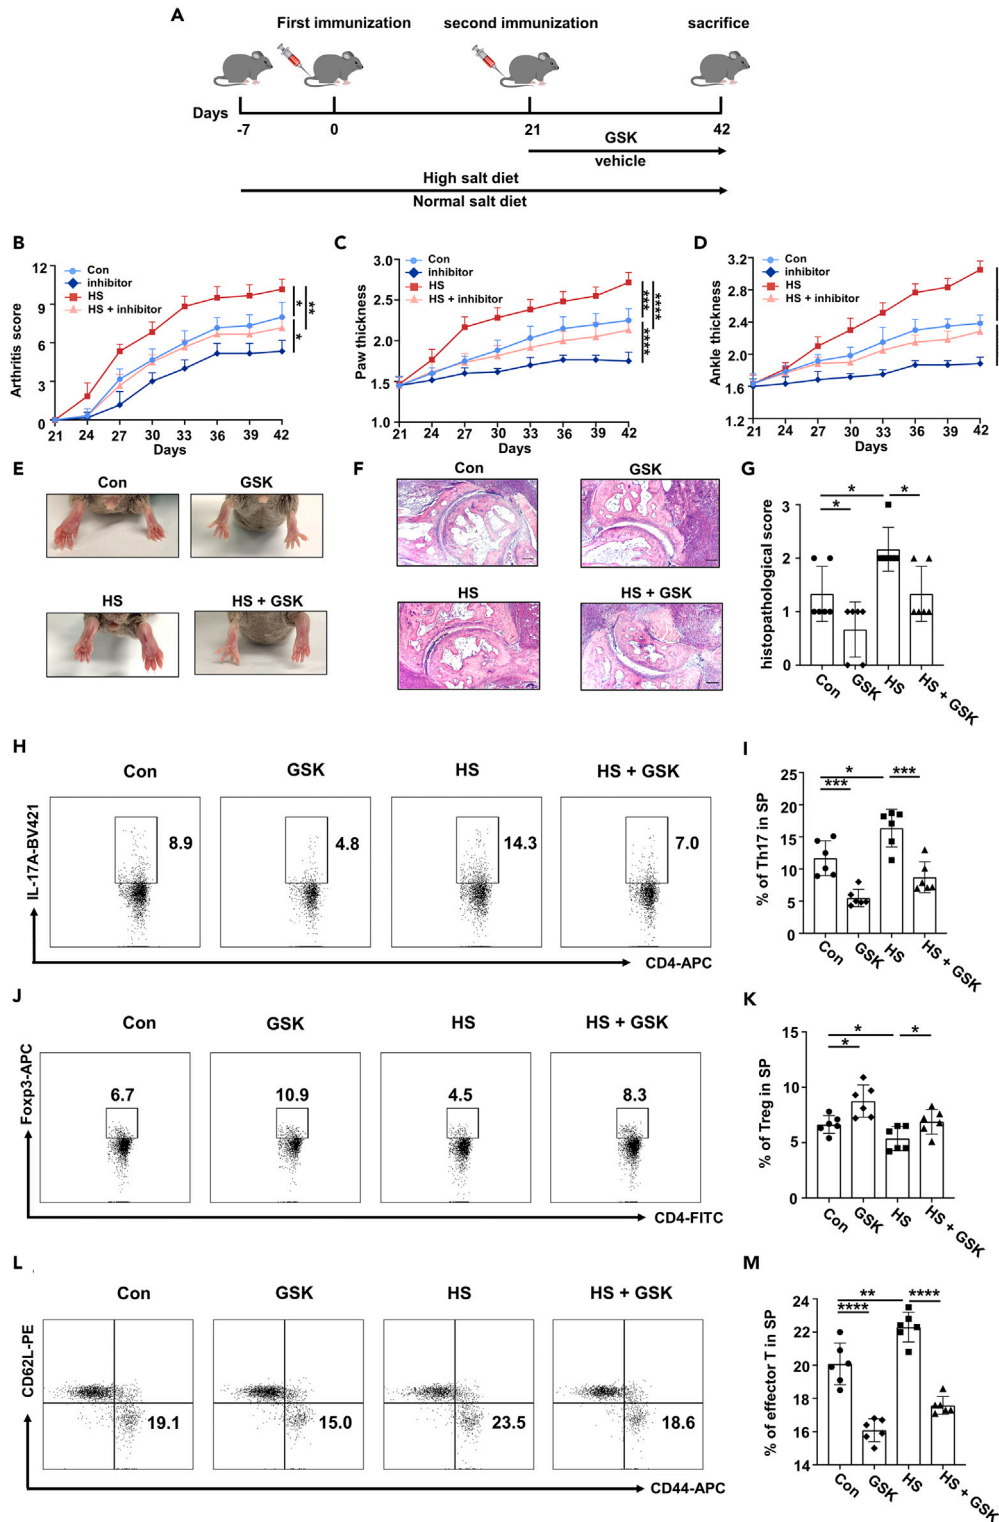 A
First immunization
second immunization
sacrifice
Days
-7
0
21
42
GSK
vehicle
High salt diet
Normal salt diet
B
Arthritis score
12
9
6
3
0
Con
inhibitor
HS
HS + inhibitor
*
**
*
21 24 27 30 33 36 39 42
Days
C
Paw thickness
3.0
2.5
2.0
1.5
1.0
Con
inhibitor
HS
HS + inhibitor
***
****
****
21 24 27 30 33 36 39 42
Days
D
Ankle thickness
3.2
2.8
2.4
2.0
1.6
1.2
Con
inhibitor
HS
HS + inhibitor
21 24 27 30 33 36 39 42
Days
E
Con
GSK
HS
HS + GSK
F
Con
GSK
HS
HS + GSK
G
histopathological score
3
2
1
0
*
*
*
Con
GSK
HS
HS + GSK
H
Con
GSK
HS
HS + GSK
IL-17A-BV421
8.9
4.8
14.3
7.0
CD4-APC
I
% of Th17 in SP
25
20
15
10
5
0
*
***
***
Con
GSK
HS
HS + GSK
J
Con
GSK
HS
HS + GSK
Foxp3-APC
6.7
10.9
4.5
8.3
CD4-FITC
K
% of Treg in SP
15
10
5
0
*
*
*
Con
GSK
HS
HS + GSK
L
Con
GSK
HS
HS + GSK
CD62L-PE
19.1
15.0
23.5
18.6
CD44-APC
M
% of effector T in SP
24
22
20
18
16
14
**
****
****
Con
GSK
HS
HS + GSK